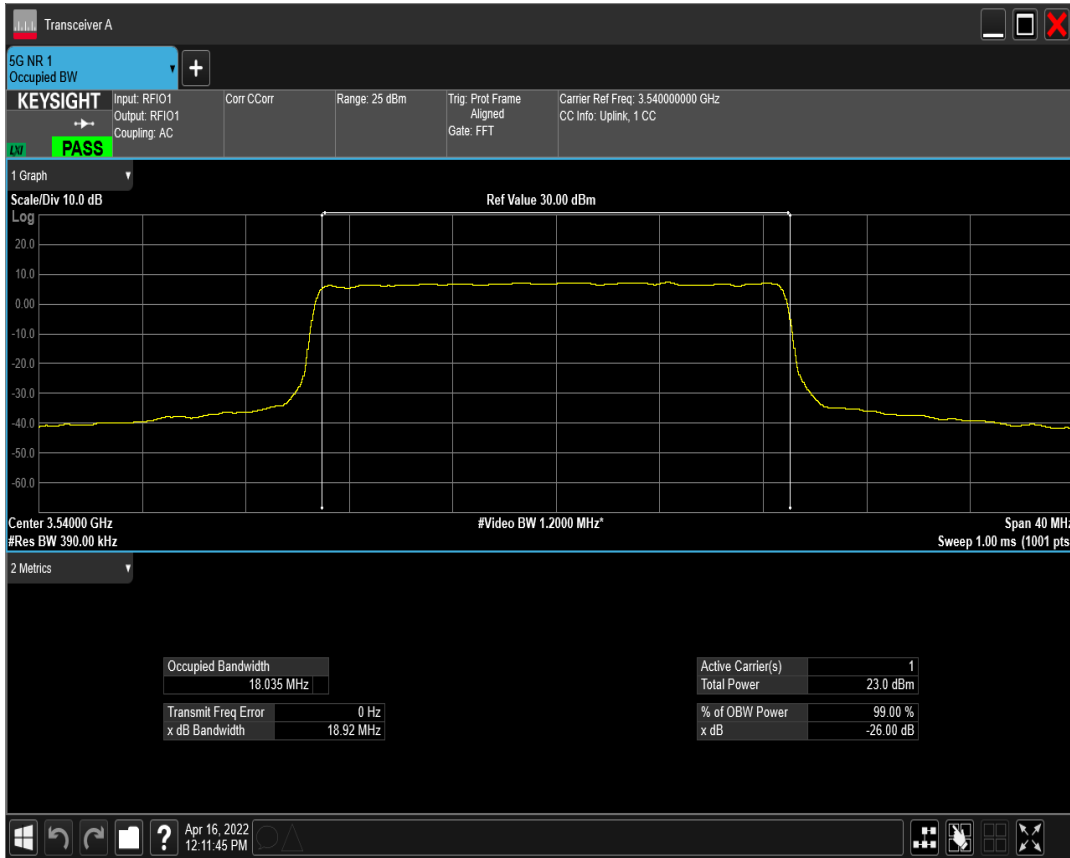 Transceiver A
5G NR 1
Occupied BW
KEYSIGHT
LXI
PASS
Input: RFIO1
Output: RFIO1
Coupling: AC
Corr CCorr
Range: 25 dBm
Trig: Prot Frame
Aligned
Gate: FFT
Carrier Ref Freq: 3.540000000 GHz
CC Info: Uplink, 1 CC
1 Graph
Scale/Div 10.0 dB
Ref Value 30.00 dBm
Log
20.0
10.0
0.00
-10.0
-20.0
-30.0
-40.0
-50.0
-60.0
Center 3.54000 GHz
#Video BW 1.2000 MHz*
Span 40 MHz
#Res BW 390.00 kHz
Sweep 1.00 ms (1001 pts
2 Metrics
Occupied Bandwidth
18.035 MHz
Transmit Freq Error 0 Hz
x dB Bandwidth 18.92 MHz
Active Carrier(s) 1
Total Power 23.0 dBm
% of OBW Power 99.00 %
x dB -26.00 dB
?
Apr 16, 2022
12:11:45 PM